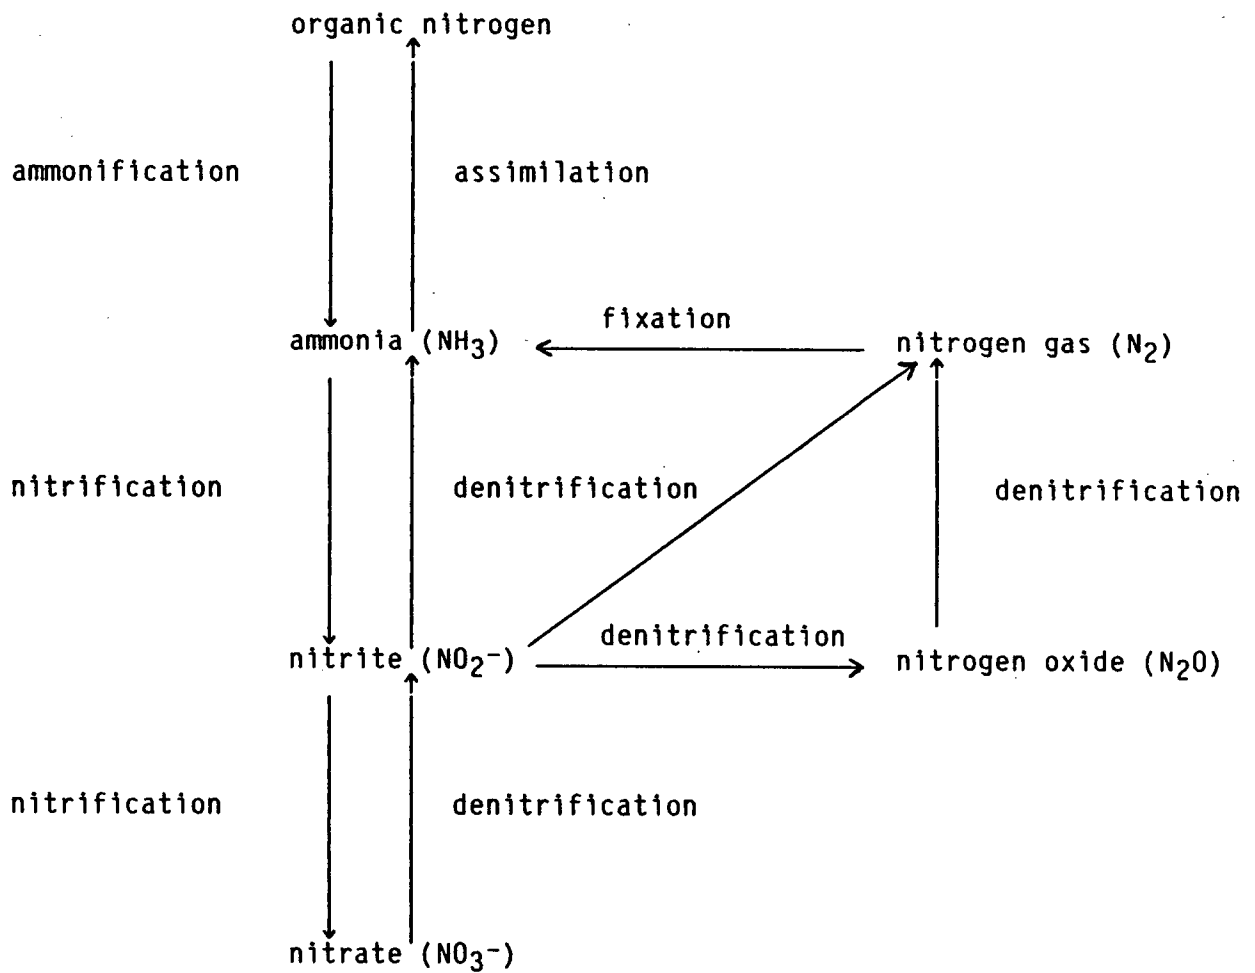 organic nitrogen
ammonification
assimilation
fixation
ammonia (NH₃)
nitrogen gas (N₂)
nitrification
denitrification
denitrification
denitrification
nitrite (NO₂⁻)
nitrogen oxide (N₂O)
nitrification
denitrification
nitrate (NO₃⁻)